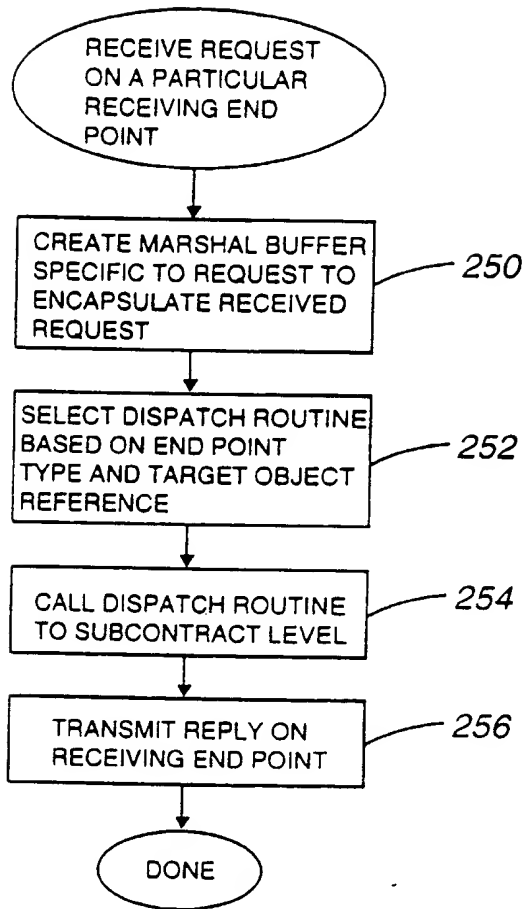 RECEIVE REQUEST
ON A PARTICULAR
RECEIVING END
POINT
CREATE MARSHAL BUFFER
SPECIFIC TO REQUEST TO
ENCAPSULATE RECEIVED
REQUEST
250
SELECT DISPATCH ROUTINE
BASED ON END POINT
TYPE AND TARGET OBJECT
REFERENCE
252
CALL DISPATCH ROUTINE
TO SUBCONTRACT LEVEL
254
TRANSMIT REPLY ON
RECEIVING END POINT
256
DONE